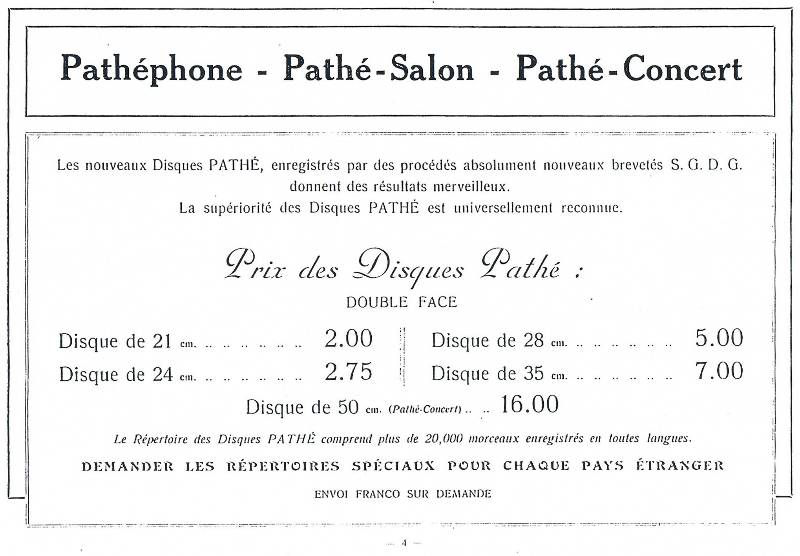 Pathéphone - Pathé-Salon - Pathé-Concert
Les nouveaux Disques PATHÉ, enregistrés par des procédés absolument nouveaux brevetés S. G. D. G.
donnent des résultats merveilleux.
La supériorité des Disques PATHÉ est universellement reconnue.
Prix des Disques Pathé :
DOUBLE FACE
Disque de 21 cm. .. .. .. .. 2.00
Disque de 24 cm. .. .. .. .. 2.75
Disque de 28 cm. .. .. .. .. 5.00
Disque de 35 cm. .. .. .. .. 7.00
Disque de 50 cm. (Pathé-Concert) .. .. 16.00
Le Répertoire des Disques PATHÉ comprend plus de 20,000 morceaux enregistrés en toutes langues.
DEMANDER LES RÉPERTOIRES SPÉCIAUX POUR CHAQUE PAYS ÉTRANGER
ENVOI FRANCO SUR DEMANDE
— 4 —